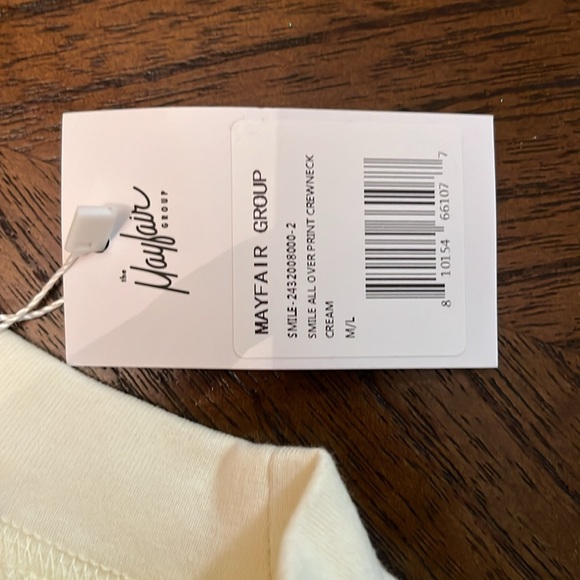 the
Mayfair
GROUP
MAYFAIR GROUP
SMILE-2432008000-2
SMILE ALL OVER PRINT CREWNECK
CREAM
M/L
8 10154 66107 7